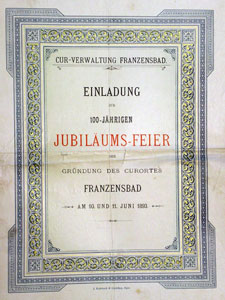 CUR-VERWALTUNG FRANZENSBAD.
EINLADUNG
ZUR
100-JÄHRIGEN
JUBILÄUMS-FEIER
DER
GRÜNDUNG DES CURORTES
FRANZENSBAD
AM 10. UND 11. JUNI 1893.